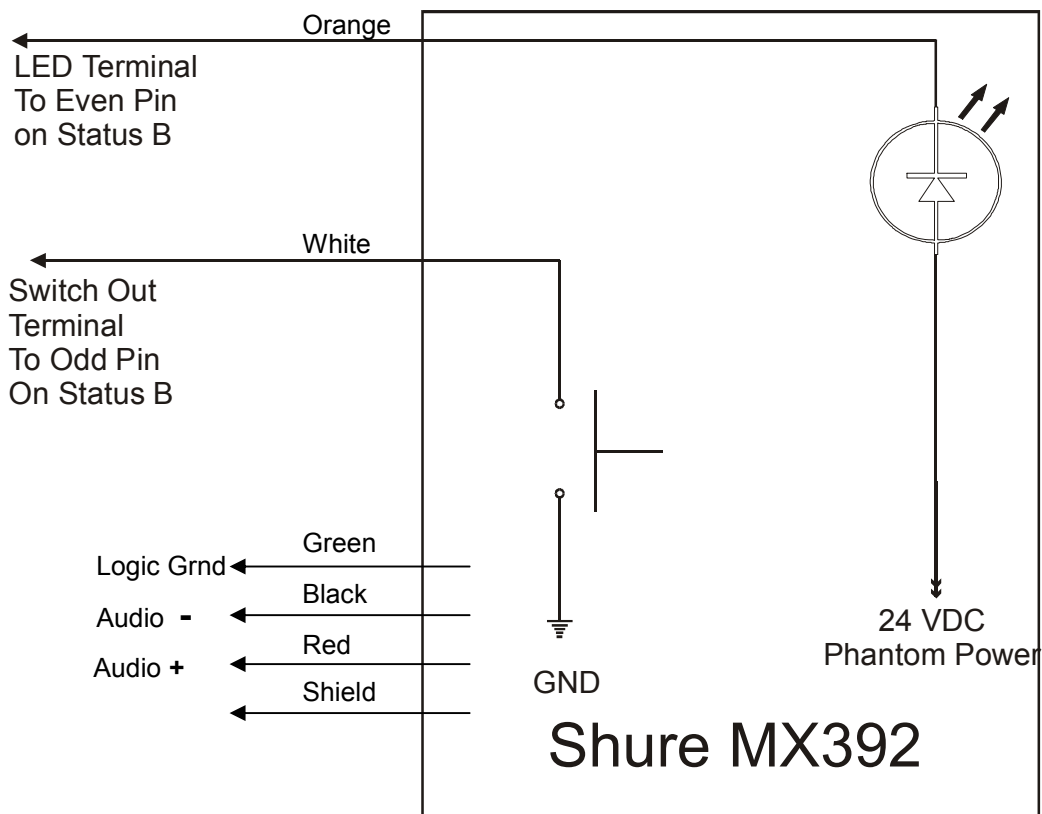 Orange
LED Terminal
To Even Pin
on Status B
White
Switch Out
Terminal
To Odd Pin
On Status B
Green
Logic Grnd
Black
Audio -
Red
Audio +
Shield
GND
24 VDC
Phantom Power
Shure MX392